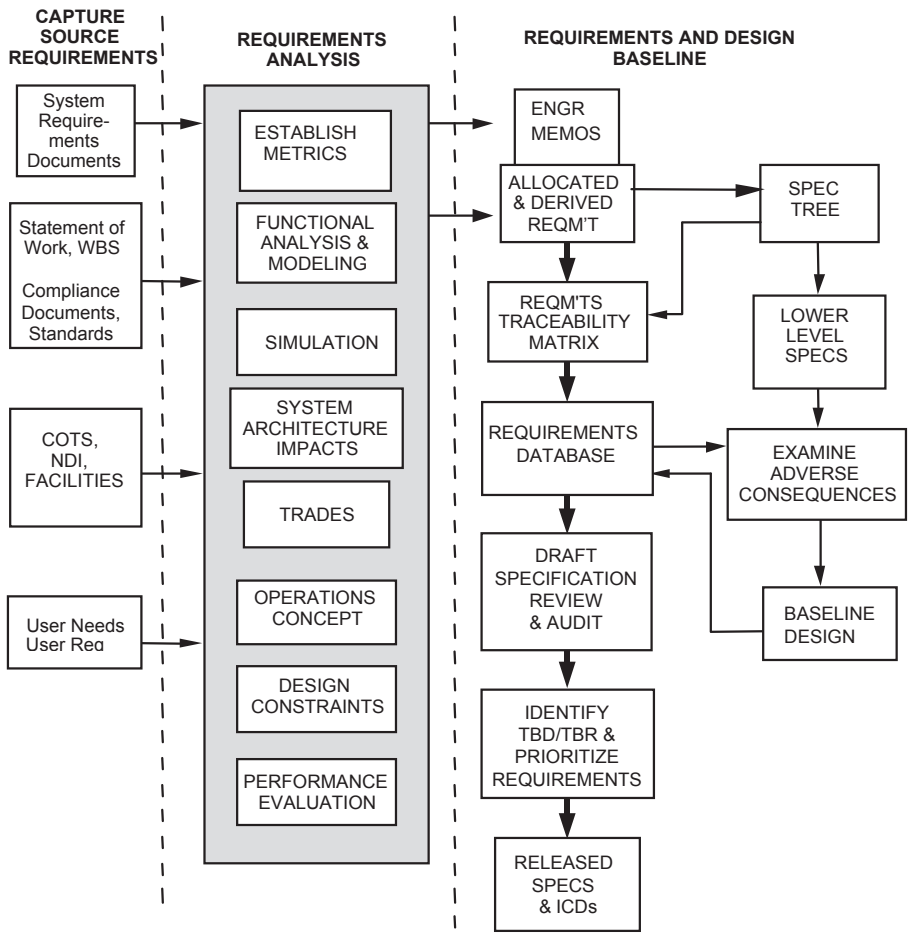 CAPTURE
SOURCE
REQUIREMENTS
System
Require-
ments
Documents
Statement of
Work, WBS
Compliance
Documents,
Standards
COTS,
NDI,
FACILITIES
User Needs
User Req
REQUIREMENTS
ANALYSIS
ESTABLISH
METRICS
FUNCTIONAL
ANALYSIS &
MODELING
SIMULATION
SYSTEM
ARCHITECTURE
IMPACTS
TRADES
OPERATIONS
CONCEPT
DESIGN
CONSTRAINTS
PERFORMANCE
EVALUATION
REQUIREMENTS AND DESIGN
BASELINE
ENGR
MEMOS
ALLOCATED
& DERIVED
REQM’T
REQM'TS
TRACEABILITY
MATRIX
REQUIREMENTS
DATABASE
DRAFT
SPECIFICATION
REVIEW
& AUDIT
IDENTIFY
TBD/TBR &
PRIORITIZE
REQUIREMENTS
RELEASED
SPECS
& ICDs
SPEC
TREE
LOWER
LEVEL
SPECS
EXAMINE
ADVERSE
CONSEQUENCES
BASELINE
DESIGN